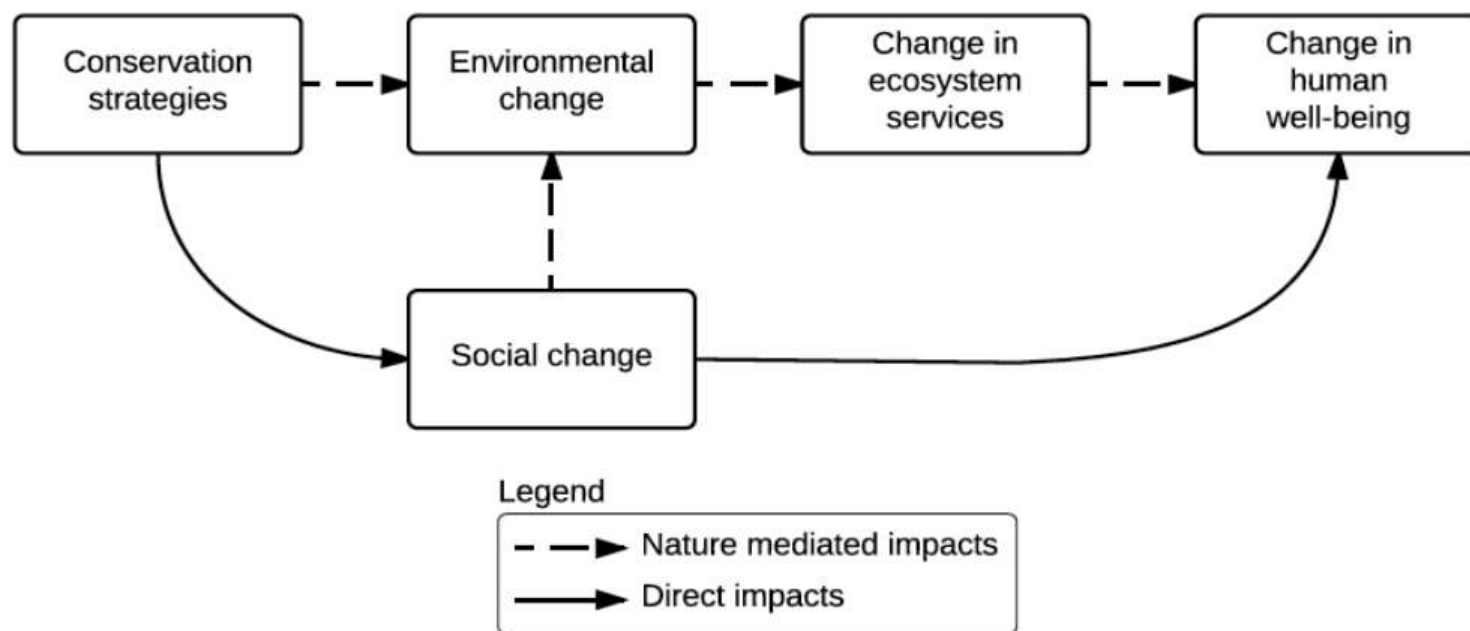 Conservation
strategies
Environmental
change
Change in
ecosystem
services
Change in
human
well-being
Social change
Legend
Nature mediated impacts
Direct impacts